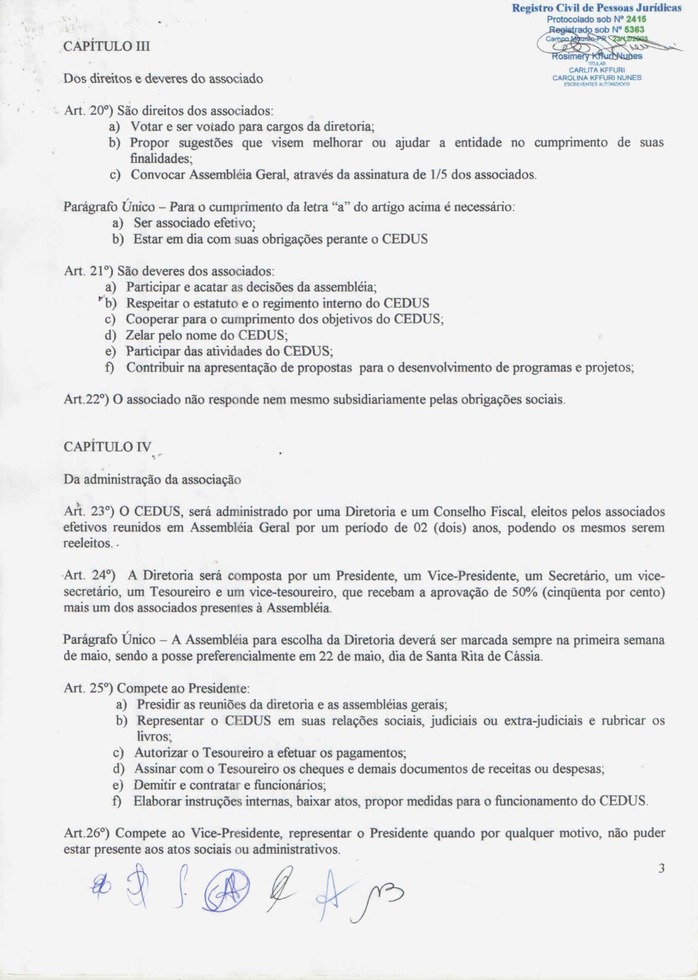 Registro Civil de Pessoas Jurídicas
Protocolado sob Nº 2415
Registrado sob Nº 5363
Campo Mourão-PR 23/12/2003
Rosimery Kffuri Nunes
TITULAR
CARLITA KFFURI
CAROLINA KFFURI NUNES
ESCREVENTES AUTORIZADOS
CAPÍTULO III
Dos direitos e deveres do associado
Art. 20º) São direitos dos associados:
a) Votar e ser votado para cargos da diretoria;
b) Propor sugestões que visem melhorar ou ajudar a entidade no cumprimento de suas
finalidades;
c) Convocar Assembléia Geral, através da assinatura de 1/5 dos associados.
Parágrafo Único – Para o cumprimento da letra “a” do artigo acima é necessário:
a) Ser associado efetivo;
b) Estar em dia com suas obrigações perante o CEDUS
Art. 21º) São deveres dos associados:
a) Participar e acatar as decisões da assembléia;
b) Respeitar o estatuto e o regimento interno do CEDUS
c) Cooperar para o cumprimento dos objetivos do CEDUS;
d) Zelar pelo nome do CEDUS;
e) Participar das atividades do CEDUS;
f) Contribuir na apresentação de propostas para o desenvolvimento de programas e projetos;
Art.22º) O associado não responde nem mesmo subsidiariamente pelas obrigações sociais.
CAPÍTULO IV
Da administração da associação
Art. 23º) O CEDUS, será administrado por uma Diretoria e um Conselho Fiscal, eleitos pelos associados
efetivos reunidos em Assembléia Geral por um período de 02 (dois) anos, podendo os mesmos serem
reeleitos.
Art. 24º) A Diretoria será composta por um Presidente, um Vice-Presidente, um Secretário, um vice-
secretário, um Tesoureiro e um vice-tesoureiro, que recebam a aprovação de 50% (cinqüenta por cento)
mais um dos associados presentes à Assembléia.
Parágrafo Único – A Assembléia para escolha da Diretoria deverá ser marcada sempre na primeira semana
de maio, sendo a posse preferencialmente em 22 de maio, dia de Santa Rita de Cássia.
Art. 25º) Compete ao Presidente:
a) Presidir as reuniões da diretoria e as assembléias gerais;
b) Representar o CEDUS em suas relações sociais, judiciais ou extra-judiciais e rubricar os
livros;
c) Autorizar o Tesoureiro a efetuar os pagamentos;
d) Assinar com o Tesoureiro os cheques e demais documentos de receitas ou despesas;
e) Demitir e contratar e funcionários;
f) Elaborar instruções internas, baixar atos, propor medidas para o funcionamento do CEDUS.
Art.26º) Compete ao Vice-Presidente, representar o Presidente quando por qualquer motivo, não puder
estar presente aos atos sociais ou administrativos.
3